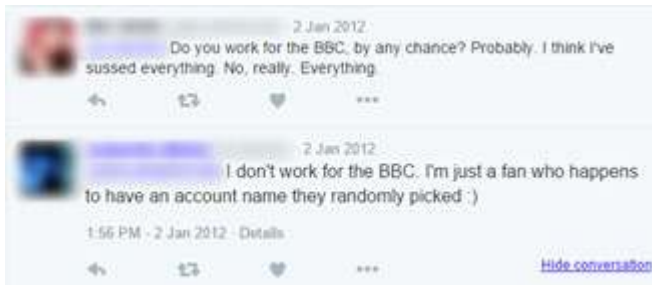 2 Jan 2012
Do you work for the BBC, by any chance? Probably. I think I've
sussed everything. No, really. Everything.
2 Jan 2012
I don't work for the BBC. I'm just a fan who happens
to have an account name they randomly picked :)
1:56 PM - 2 Jan 2012 · Details
Hide conversation